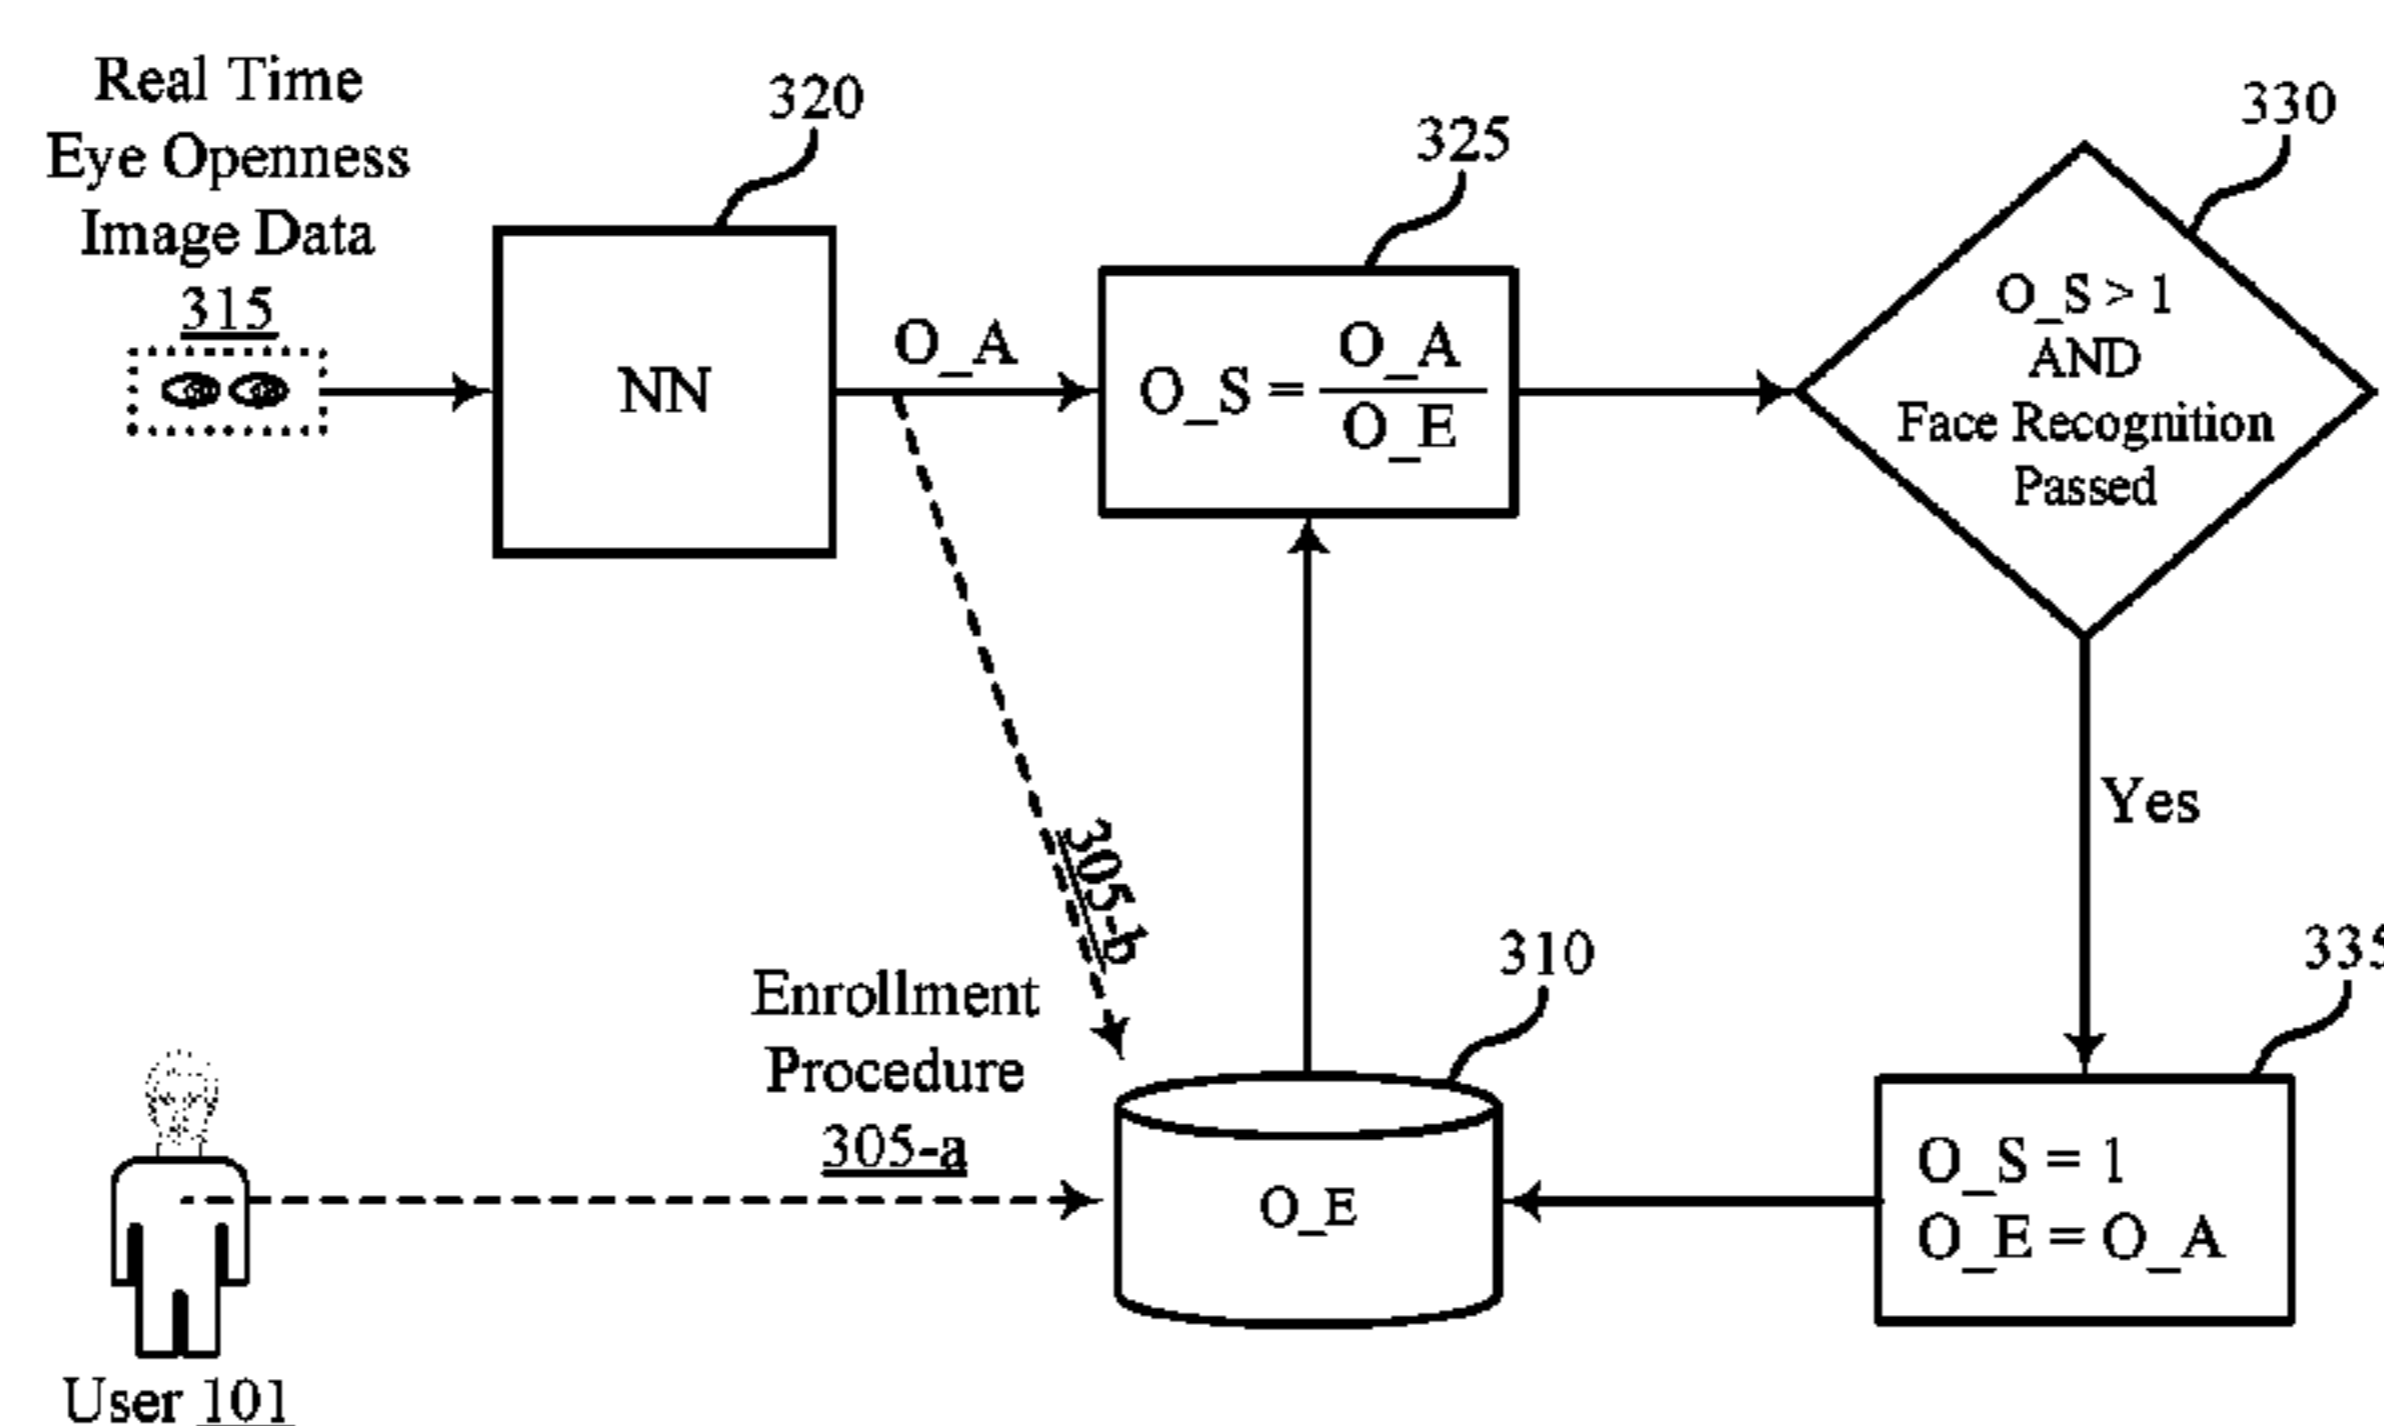 Real Time
Eye Openness
Image Data
315
320
NN
O_A
325
O_S = O_A
O_E
330
O_S > 1
AND
Face Recognition
Passed
Yes
305-b
Enrollment
Procedure
305-a
310
O_E
335
O_S = 1
O_E = O_A
User 101